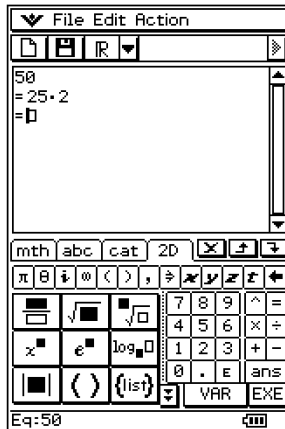 File Edit Action
ℝ
50
=25·2
=
mth abc cat 2D
π θ i ∞ ( ) , ⇒ x y z t ←
√■ ■√□ 7 8 9 ^ =
4 5 6 × ÷
x■ e■ log■□ 1 2 3 + −
|■| ( ) {list} 0 . E ans
VAR EXE
Eq:50